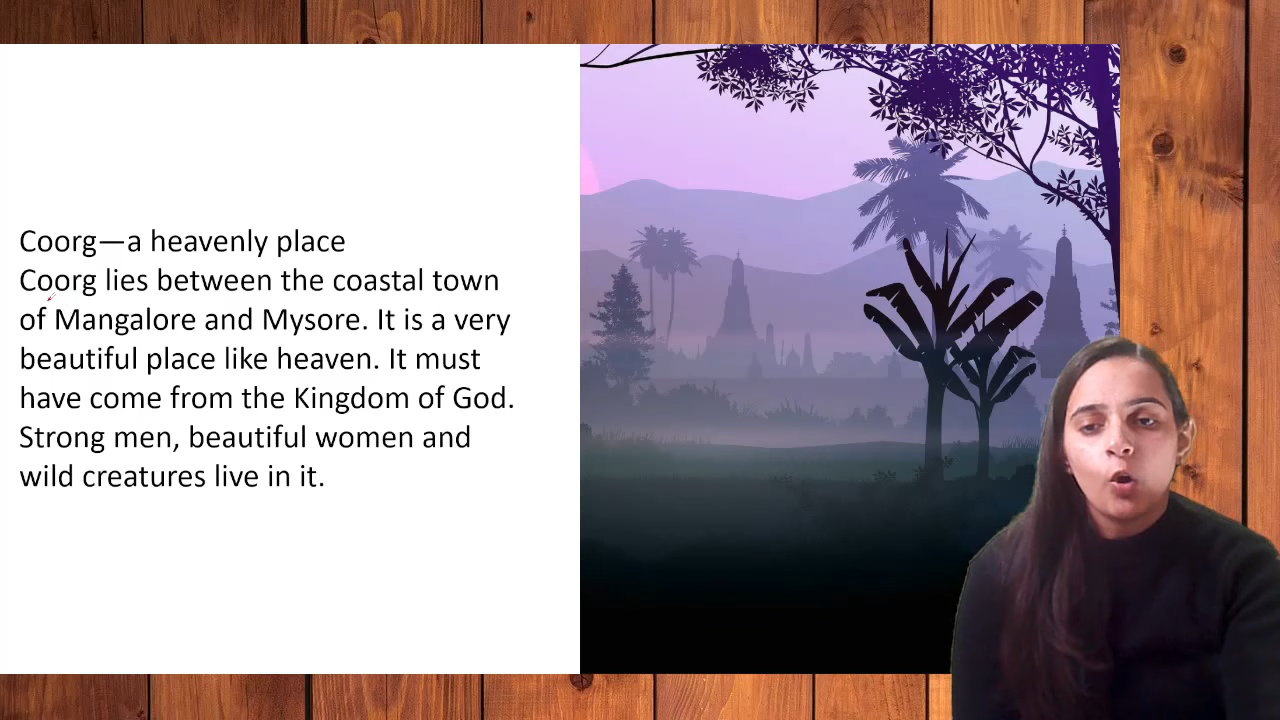 Coorg—a heavenly place
Coorg lies between the coastal town
of Mangalore and Mysore. It is a very
beautiful place like heaven. It must
have come from the Kingdom of God.
Strong men, beautiful women and
wild creatures live in it.